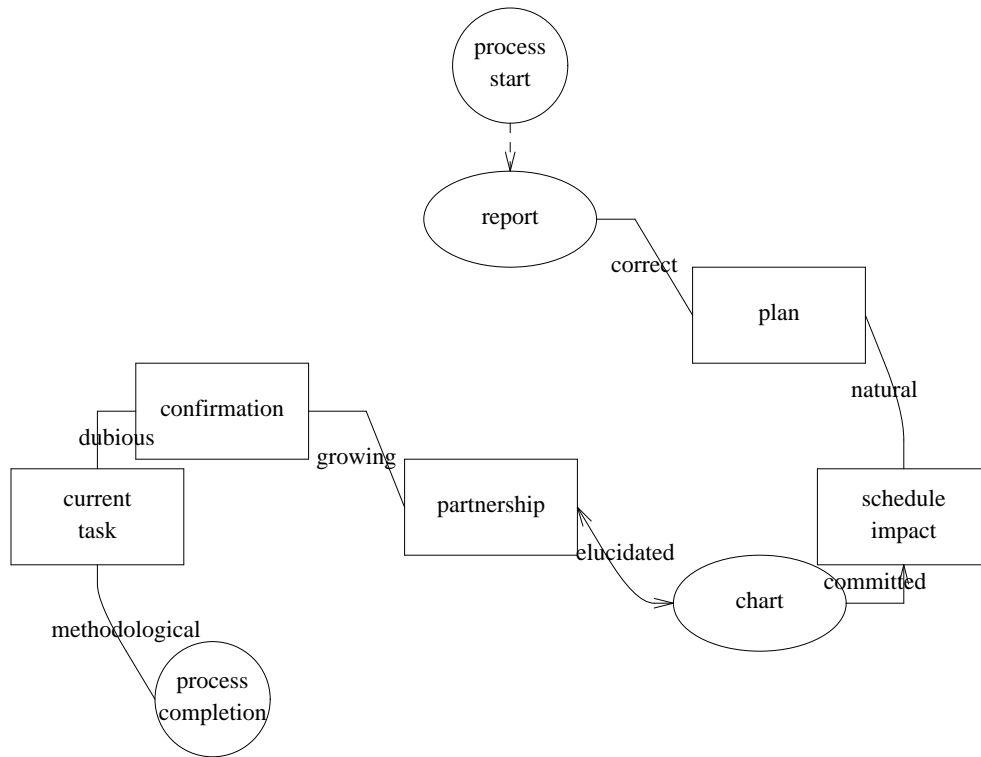 process
start
report
correct
plan
natural
confirmation
dubious
growing
current
task
partnership
schedule
impact
elucidated
committed
chart
methodological
process
completion